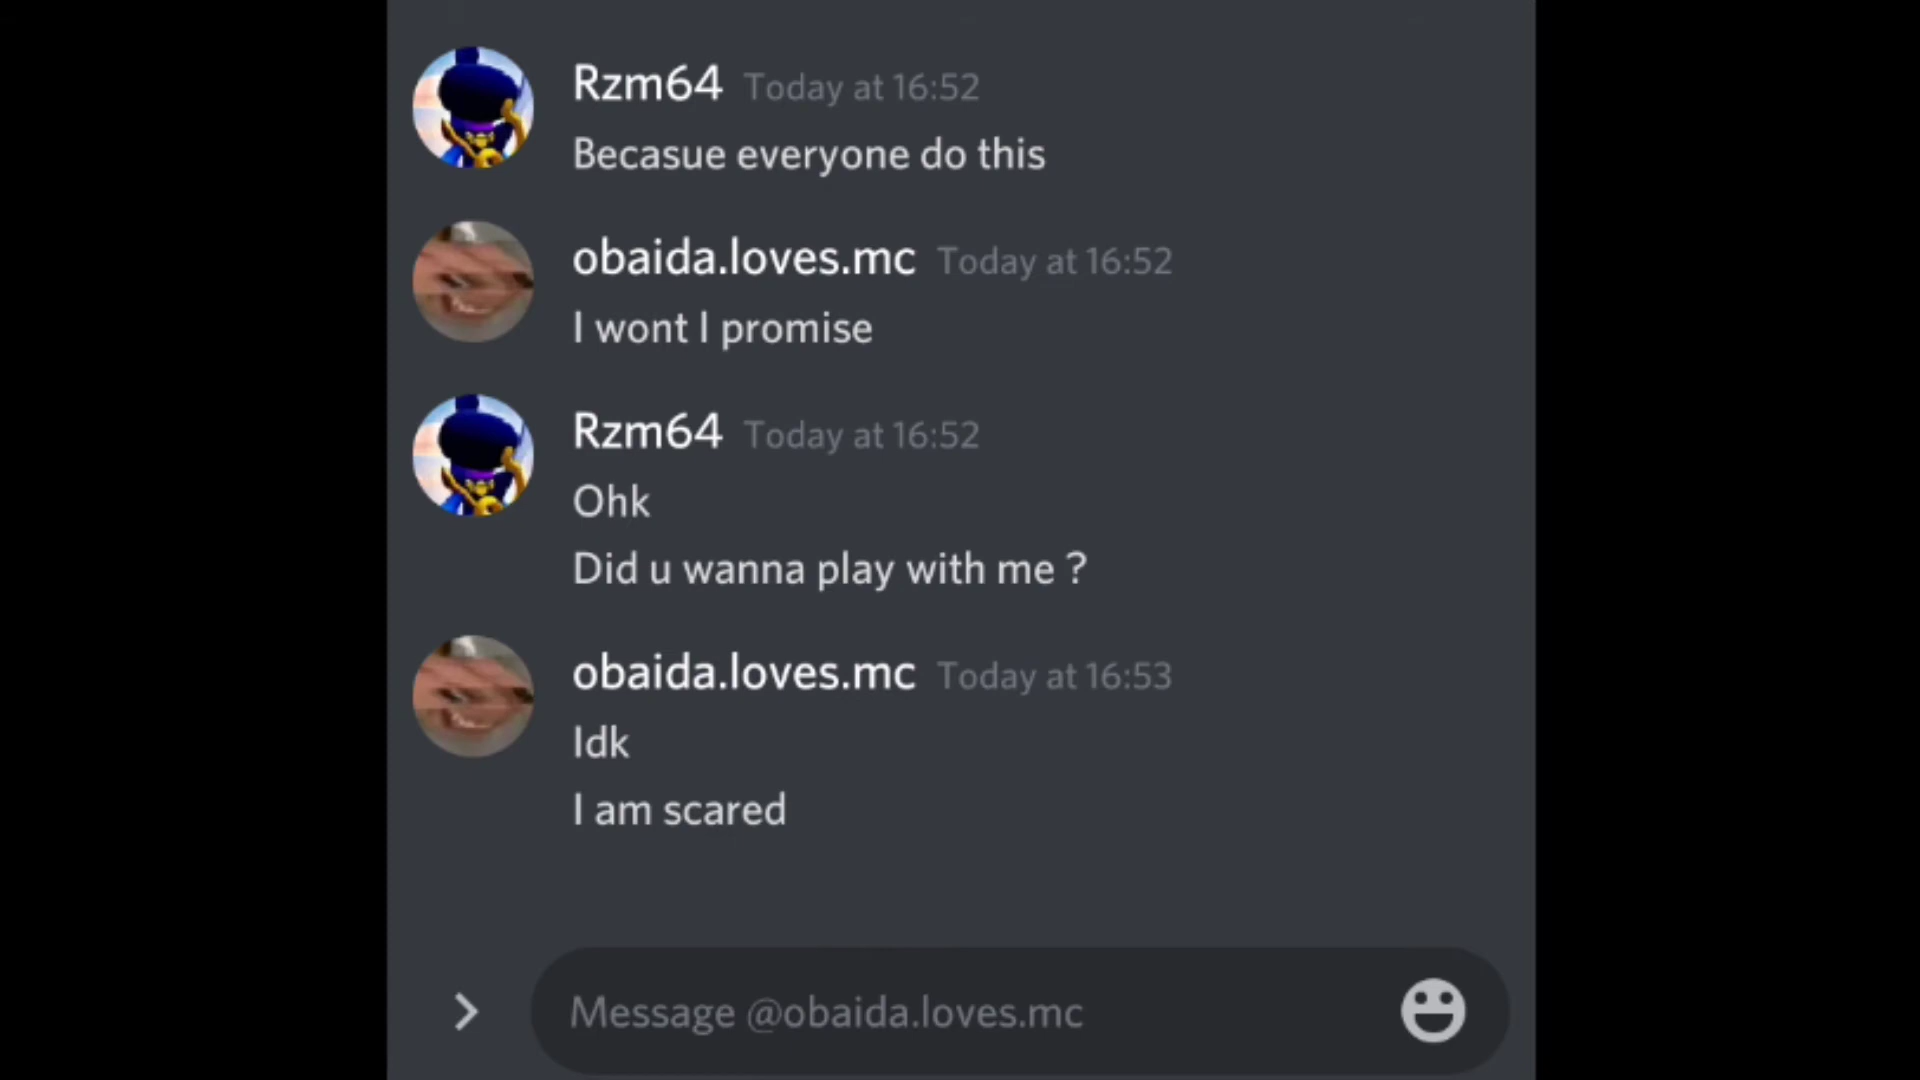 Rzm64 Today at 16:52
Becasue everyone do this
obaida.loves.mc Today at 16:52
I wont I promise
Rzm64 Today at 16:52
Ohk
Did u wanna play with me ?
obaida.loves.mc Today at 16:53
Idk
I am scared
Message @obaida.loves.mc